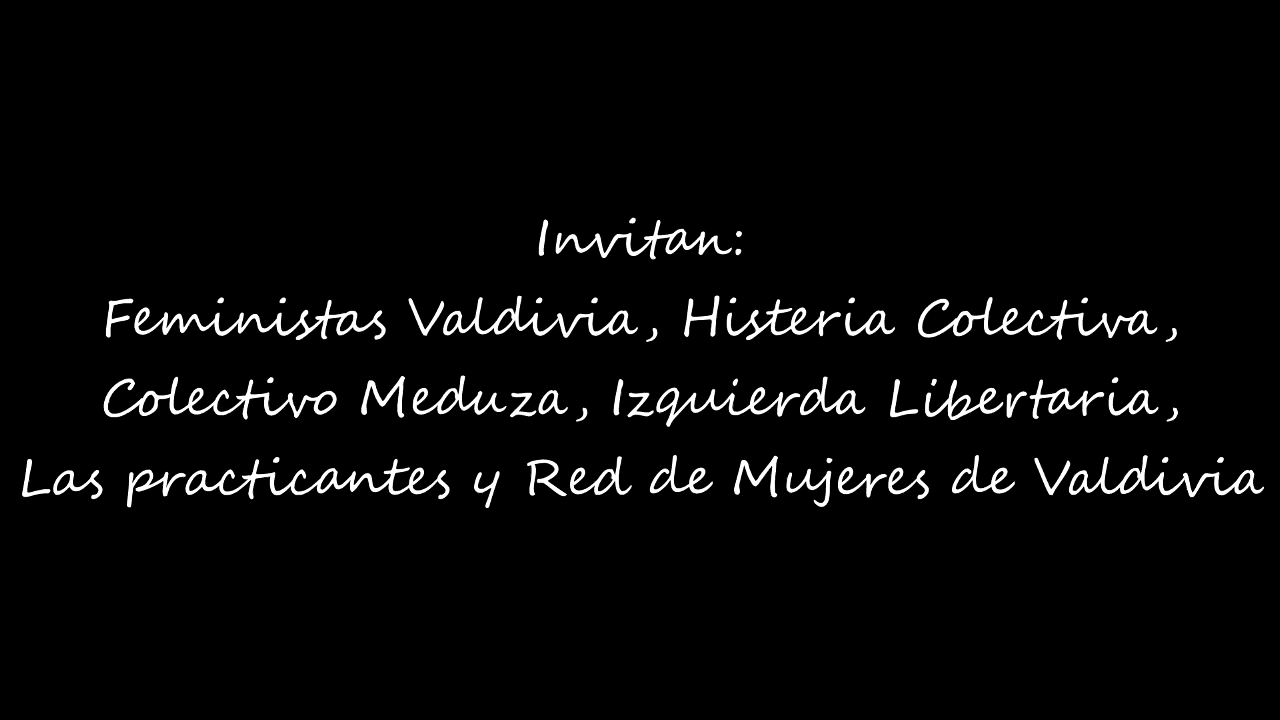 Invitan:
Feministas Valdivia, Histeria Colectiva,
Colectivo Meduza, Izquierda Libertaria,
Las practicantes y Red de Mujeres de Valdivia